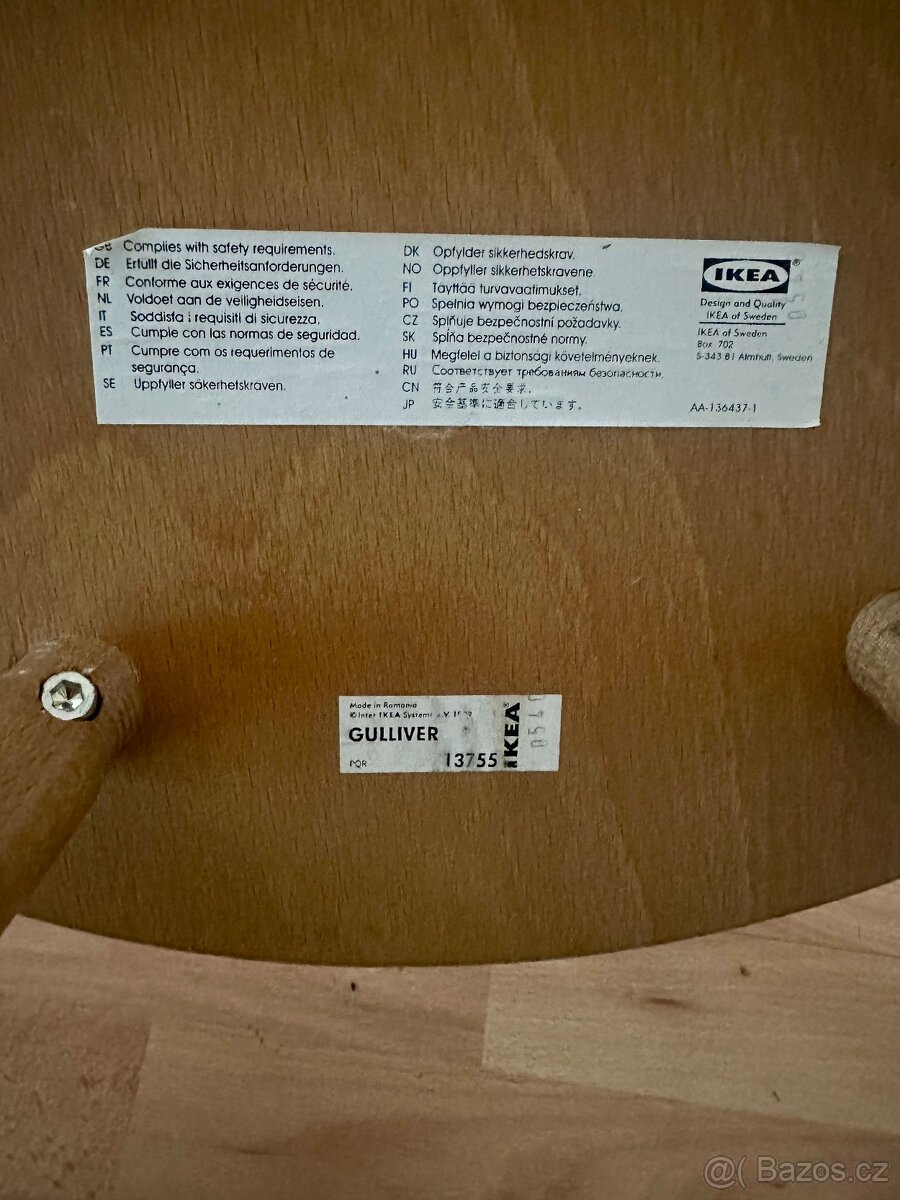 GB Complies with safety requirements.
DE Erfüllt die Sicherheitsanforderungen.
FR Conforme aux exigences de sécurité.
NL Voldoet aan de veiligheidseisen.
IT Soddisfa i requisiti di sicurezza.
ES Cumple con las normas de seguridad.
PT Cumpre com os requerimentos de
segurança.
SE Uppfyller säkerhetskraven.
DK Opfylder sikkerhedskrav.
NO Oppfyller sikkerhetskravene.
FI Täyttää turvavaatimukset.
PO Spełnia wymogi bezpieczeństwa.
CZ Splňuje bezpečnostní požadavky.
SK Spĺňa bezpečnostné normy.
HU Megfelel a biztonsági követelményeknek.
RU Соответствует требованиям безопасности.
CN 符合产品安全要求.
JP 安全基準に適合しています。
IKEA®
Design and Quality
IKEA of Sweden
IKEA of Sweden
Box 702
S-343 81 Älmhult, Sweden
AA-136437-1
Made in Romania
© Inter IKEA Systems B.V.
GULLIVER
PQR 13755
IKEA®
@( Bazos.cz